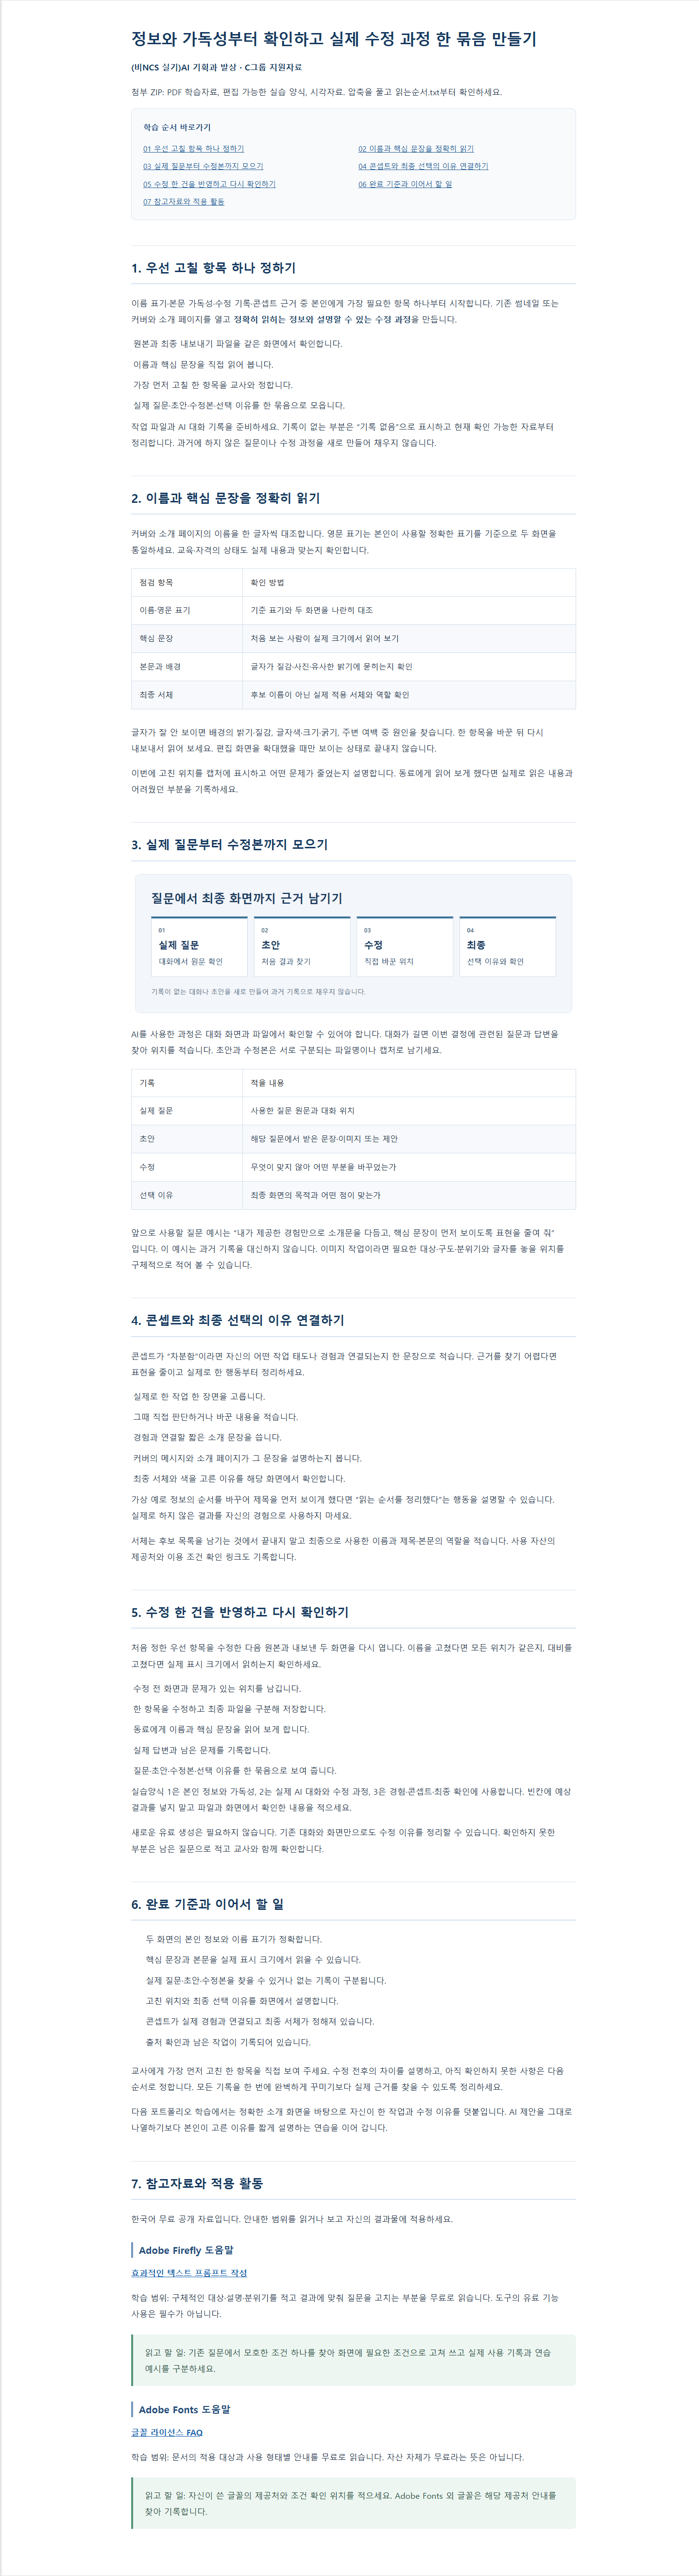 정보와 가독성부터 확인하고 실제 수정 과정 한 묶음 만들기
(비NCS 실기)AI 기획과 발상 · C그룹 지원자료
첨부 ZIP: PDF 학습자료, 편집 가능한 실습 양식, 시각자료. 압축을 풀고 읽는순서.txt부터 확인하세요.
학습 순서 바로가기
01 우선 고칠 항목 하나 정하기
02 이름과 핵심 문장을 정확히 읽기
03 실제 질문부터 수정본까지 모으기
04 콘셉트와 최종 선택의 이유 연결하기
05 수정 한 건을 반영하고 다시 확인하기
06 완료 기준과 이어서 할 일
07 참고자료와 적용 활동
1. 우선 고칠 항목 하나 정하기
이름 표기·본문 가독성·수정 기록·콘셉트 근거 중 본인에게 가장 필요한 항목 하나부터 시작합니다. 기존 썸네일 또는
커버와 소개 페이지를 열고 정확히 읽히는 정보와 설명할 수 있는 수정 과정을 만듭니다.
원본과 최종 내보내기 파일을 같은 화면에서 확인합니다.
이름과 핵심 문장을 직접 읽어 봅니다.
가장 먼저 고칠 한 항목을 교사와 정합니다.
실제 질문·초안·수정본·선택 이유를 한 묶음으로 모읍니다.
작업 파일과 AI 대화 기록을 준비하세요. 기록이 없는 부분은 “기록 없음”으로 표시하고 현재 확인 가능한 자료부터
정리합니다. 과거에 하지 않은 질문이나 수정 과정을 새로 만들어 채우지 않습니다.
2. 이름과 핵심 문장을 정확히 읽기
커버와 소개 페이지의 이름을 한 글자씩 대조합니다. 영문 표기는 본인이 사용할 정확한 표기를 기준으로 두 화면을
통일하세요. 교육·자격의 상태도 실제 내용과 맞는지 확인합니다.
점검 항목
확인 방법
이름·영문 표기
기준 표기와 두 화면을 나란히 대조
핵심 문장
처음 보는 사람이 실제 크기에서 읽어 보기
본문과 배경
글자가 질감·사진·유사한 밝기에 묻히는지 확인
최종 서체
후보 이름이 아닌 실제 적용 서체와 역할 확인
글자가 잘 안 보이면 배경의 밝기·질감, 글자색·크기·굵기, 주변 여백 중 원인을 찾습니다. 한 항목을 바꾼 뒤 다시
내보내서 읽어 보세요. 편집 화면을 확대했을 때만 보이는 상태로 끝내지 않습니다.
이번에 고친 위치를 캡처에 표시하고 어떤 문제가 줄었는지 설명합니다. 동료에게 읽어 보게 했다면 실제로 읽은 내용과
어려웠던 부분을 기록하세요.
3. 실제 질문부터 수정본까지 모으기
질문에서 최종 화면까지 근거 남기기
01
실제 질문
대화에서 원문 확인
02
초안
처음 결과 찾기
03
수정
직접 바꾼 위치
04
최종
선택 이유와 확인
기록이 없는 대화나 초안을 새로 만들어 과거 기록으로 채우지 않습니다.
AI를 사용한 과정은 대화 화면과 파일에서 확인할 수 있어야 합니다. 대화가 길면 이번 결정에 관련된 질문과 답변을
찾아 위치를 적습니다. 초안과 수정본은 서로 구분되는 파일명이나 캡처로 남기세요.
기록
적을 내용
실제 질문
사용한 질문 원문과 대화 위치
초안
해당 질문에서 받은 문장·이미지 또는 제안
수정
무엇이 맞지 않아 어떤 부분을 바꾸었는가
선택 이유
최종 화면의 목적과 어떤 점이 맞는가
앞으로 사용할 질문 예시는 “내가 제공한 경험만으로 소개문을 다듬고, 핵심 문장이 먼저 보이도록 표현을 줄여 줘”
입니다. 이 예시는 과거 기록을 대신하지 않습니다. 이미지 작업이라면 필요한 대상·구도·분위기와 글자를 놓을 위치를
구체적으로 적어 볼 수 있습니다.
4. 콘셉트와 최종 선택의 이유 연결하기
콘셉트가 “차분함”이라면 자신의 어떤 작업 태도나 경험과 연결되는지 한 문장으로 적습니다. 근거를 찾기 어렵다면
표현을 줄이고 실제로 한 행동부터 정리하세요.
실제로 한 작업 한 장면을 고릅니다.
그때 직접 판단하거나 바꾼 내용을 적습니다.
경험과 연결할 짧은 소개 문장을 씁니다.
커버의 메시지와 소개 페이지가 그 문장을 설명하는지 봅니다.
최종 서체와 색을 고른 이유를 해당 화면에서 확인합니다.
가상 예로 정보의 순서를 바꾸어 제목을 먼저 보이게 했다면 “읽는 순서를 정리했다”는 행동을 설명할 수 있습니다.
실제로 하지 않은 결과를 자신의 경험으로 사용하지 마세요.
서체는 후보 목록을 남기는 것에서 끝내지 말고 최종으로 사용한 이름과 제목·본문의 역할을 적습니다. 사용 자산의
제공처와 이용 조건 확인 링크도 기록합니다.
5. 수정 한 건을 반영하고 다시 확인하기
처음 정한 우선 항목을 수정한 다음 원본과 내보낸 두 화면을 다시 엽니다. 이름을 고쳤다면 모든 위치가 같은지, 대비를
고쳤다면 실제 표시 크기에서 읽히는지 확인하세요.
수정 전 화면과 문제가 있는 위치를 남깁니다.
한 항목을 수정하고 최종 파일을 구분해 저장합니다.
동료에게 이름과 핵심 문장을 읽어 보게 합니다.
실제 답변과 남은 문제를 기록합니다.
질문·초안·수정본·선택 이유를 한 묶음으로 보여 줍니다.
실습양식 1은 본인 정보와 가독성, 2는 실제 AI 대화와 수정 과정, 3은 경험·콘셉트·최종 확인에 사용합니다. 빈칸에 예상
결과를 넣지 말고 파일과 화면에서 확인한 내용을 적으세요.
새로운 유료 생성은 필요하지 않습니다. 기존 대화와 화면만으로도 수정 이유를 정리할 수 있습니다. 확인하지 못한
부분은 남은 질문으로 적고 교사와 함께 확인합니다.
6. 완료 기준과 이어서 할 일
두 화면의 본인 정보와 이름 표기가 정확합니다.
핵심 문장과 본문을 실제 표시 크기에서 읽을 수 있습니다.
실제 질문·초안·수정본을 찾을 수 있거나 없는 기록이 구분됩니다.
고친 위치와 최종 선택 이유를 화면에서 설명합니다.
콘셉트가 실제 경험과 연결되고 최종 서체가 정해져 있습니다.
출처 확인과 남은 작업이 기록되어 있습니다.
교사에게 가장 먼저 고친 한 항목을 직접 보여 주세요. 수정 전후의 차이를 설명하고, 아직 확인하지 못한 사항은 다음
순서로 정합니다. 모든 기록을 한 번에 완벽하게 꾸미기보다 실제 근거를 찾을 수 있도록 정리하세요.
다음 포트폴리오 학습에서는 정확한 소개 화면을 바탕으로 자신이 한 작업과 수정 이유를 덧붙입니다. AI 제안을 그대로
나열하기보다 본인이 고른 이유를 짧게 설명하는 연습을 이어 갑니다.
7. 참고자료와 적용 활동
한국어 무료 공개 자료입니다. 안내한 범위를 읽거나 보고 자신의 결과물에 적용하세요.
Adobe Firefly 도움말
효과적인 텍스트 프롬프트 작성
학습 범위: 구체적인 대상·설명·분위기를 적고 결과에 맞춰 질문을 고치는 부분을 무료로 읽습니다. 도구의 유료 기능
사용은 필수가 아닙니다.
읽고 할 일: 기존 질문에서 모호한 조건 하나를 찾아 화면에 필요한 조건으로 고쳐 쓰고 실제 사용 기록과 연습
예시를 구분하세요.
Adobe Fonts 도움말
글꼴 라이선스 FAQ
학습 범위: 문서의 적용 대상과 사용 형태별 안내를 무료로 읽습니다. 자산 자체가 무료라는 뜻은 아닙니다.
읽고 할 일: 자신이 쓴 글꼴의 제공처와 조건 확인 위치를 적으세요. Adobe Fonts 외 글꼴은 해당 제공처 안내를
찾아 기록합니다.